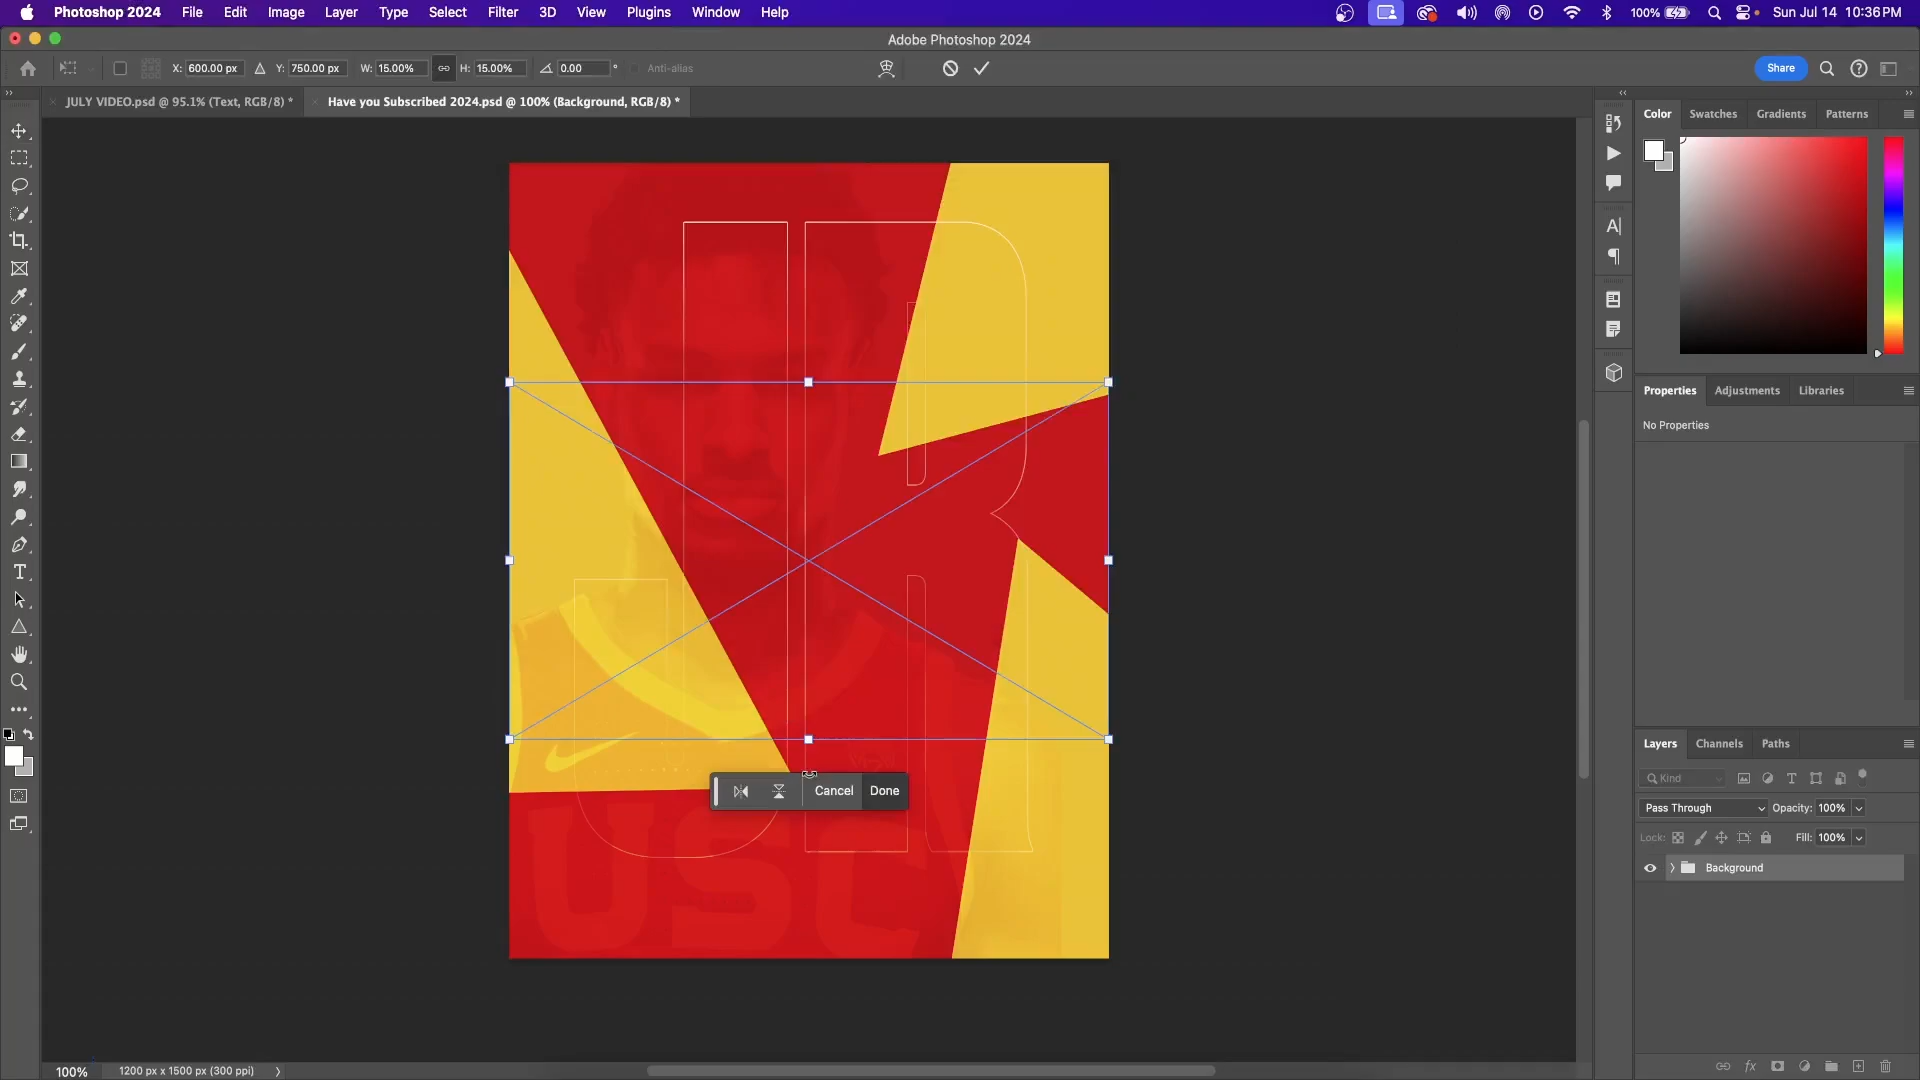 Photoshop 2024 File Edit Image Layer Type Select Filter 3D View Plugins Window Help 100% Sun Jul 14 10:36 PM
Adobe Photoshop 2024
X: 600.00 px Y: 750.00 px W: 15.00% H: 15.00% 0.00 ° Anti-alias Share
JULY VIDEO.psd @ 95.1% (Text, RGB/8) * Have you Subscribed 2024.psd @ 100% (Background, RGB/8) *
Color Swatches Gradients Patterns
Properties Adjustments Libraries
No Properties
JR
USC
Cancel Done
Layers Channels Paths
Kind
Pass Through Opacity: 100%
Lock: Fill: 100%
Background
100% 1200 px x 1500 px (300 ppi)